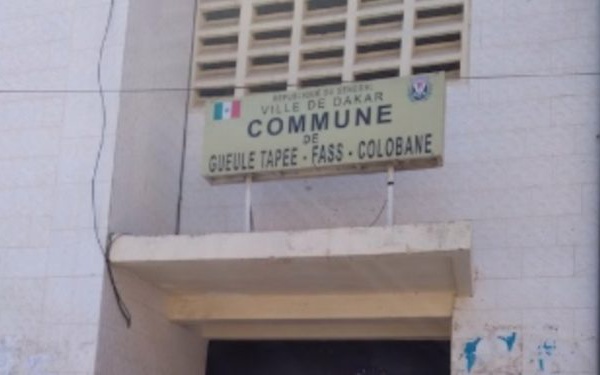 REPUBLIQUE DU SENEGAL
VILLE DE DAKAR
COMMUNE
DE
GUEULE TAPEE - FASS - COLOBANE